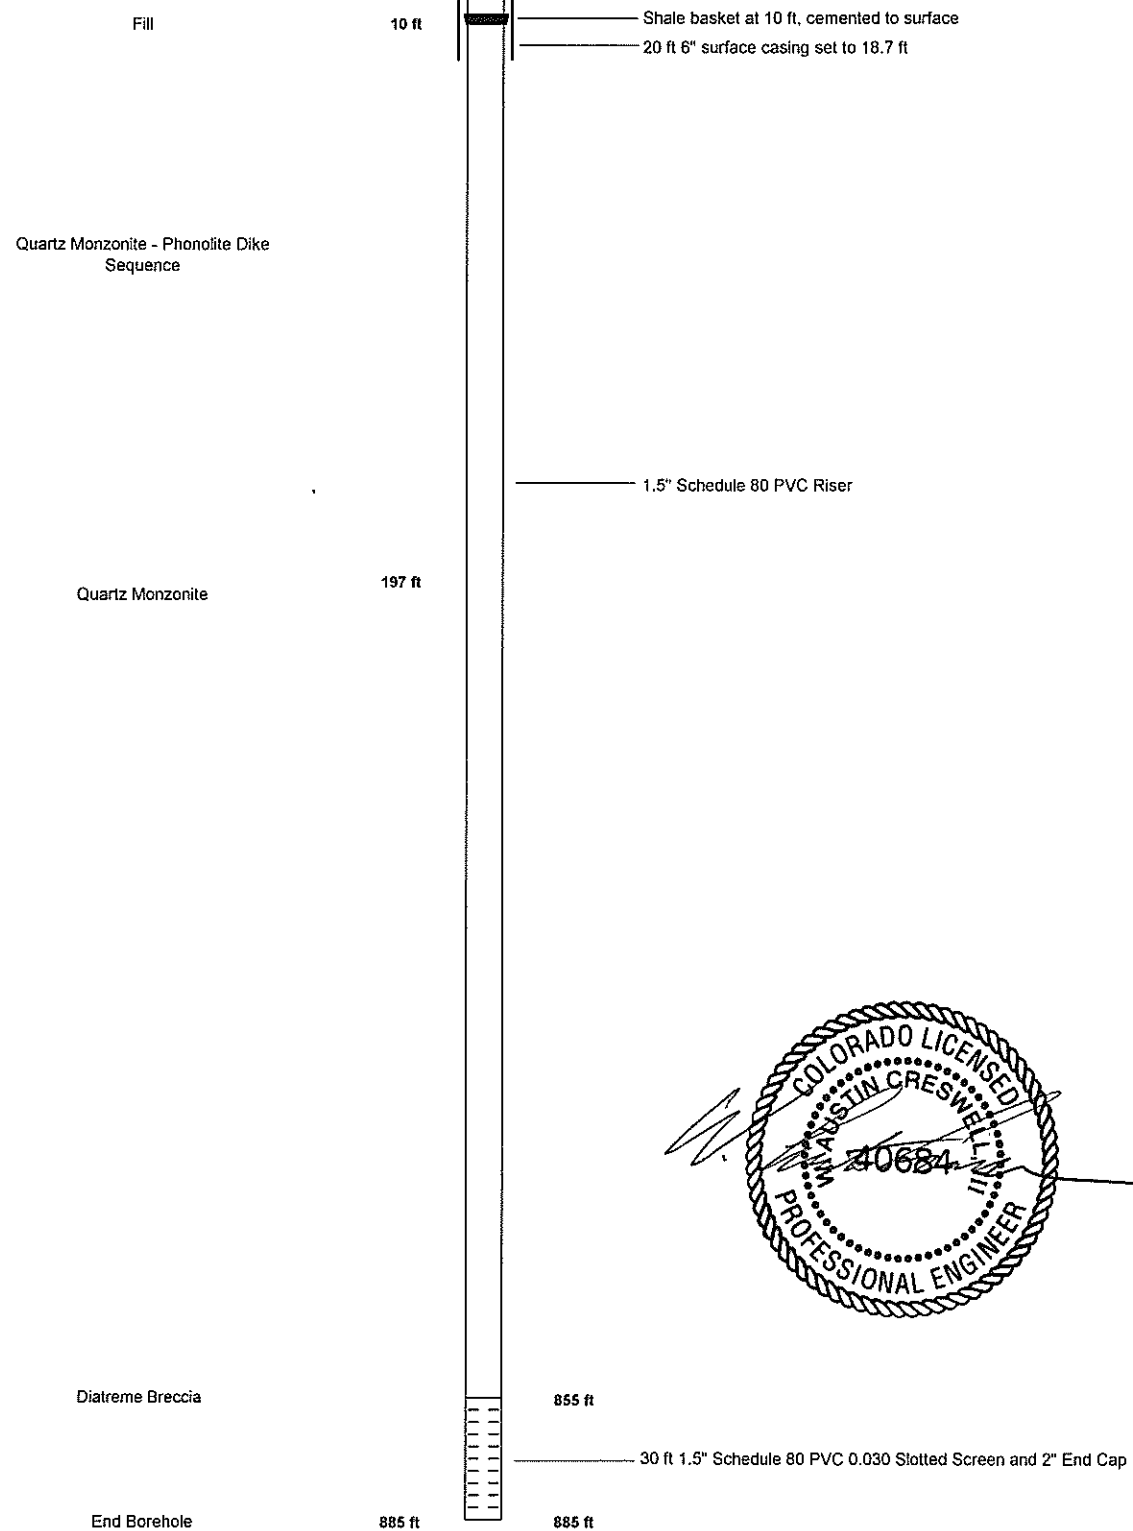 Fill
10 ft
Shale basket at 10 ft, cemented to surface
20 ft 6" surface casing set to 18.7 ft
Quartz Monzonite - Phonolite Dike
Sequence
1.5" Schedule 80 PVC Riser
197 ft
Quartz Monzonite
COLORADO LICENSED
AUSTIN CRESWELL
40684
PROFESSIONAL ENGINEER
Diatreme Breccia
855 ft
30 ft 1.5" Schedule 80 PVC 0.030 Slotted Screen and 2" End Cap
End Borehole
885 ft
885 ft